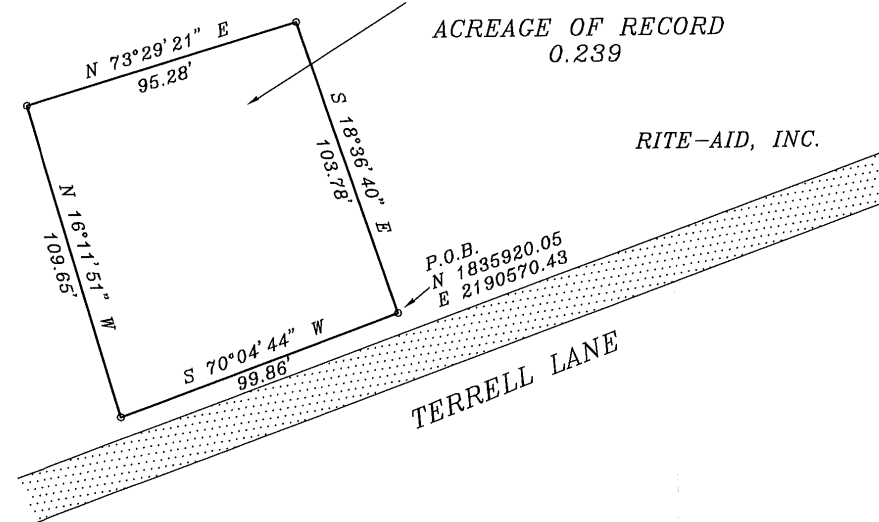 ACREAGE OF RECORD
0.239
N 73°29'21" E
95.28'
S 18°36'40" E
103.78'
RITE-AID, INC.
N 16°11'51" W
109.65'
P.O.B.
N 1835920.05
E 2190570.43
S 70°04'44" W
99.86'
TERRELL LANE